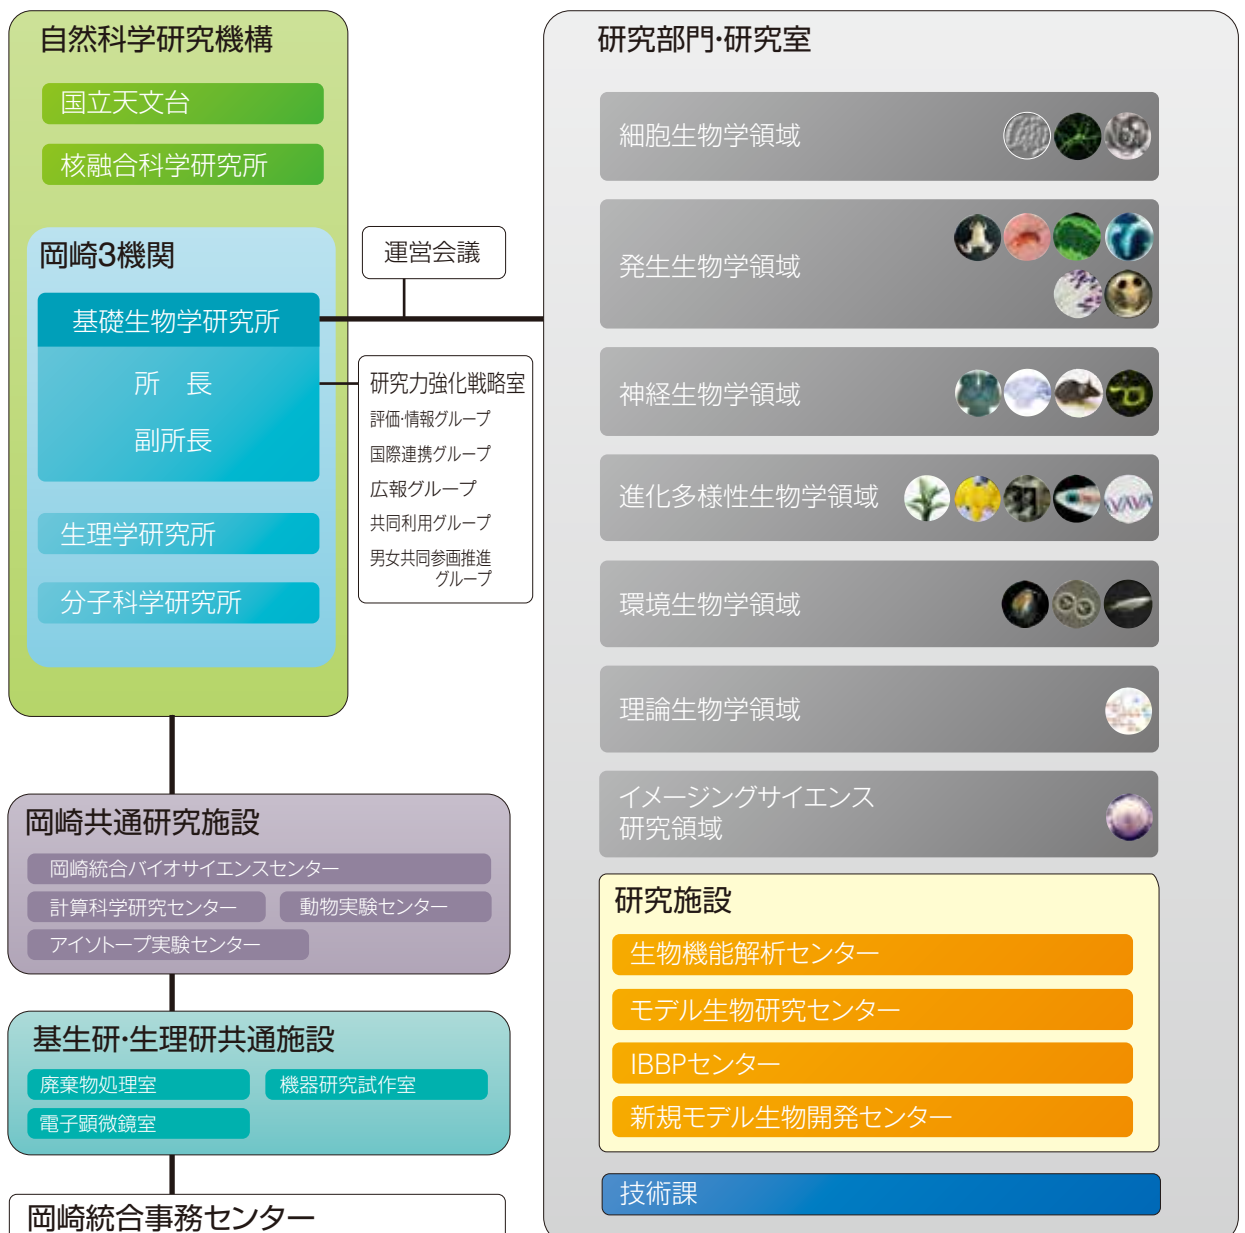 自然科学研究機構
国立天文台
核融合科学研究所
岡崎3機関
基礎生物学研究所
所　長
副所長
生理学研究所
分子科学研究所
運営会議
研究力強化戦略室
評価・情報グループ
国際連携グループ
広報グループ
共同利用グループ
男女共同参画推進
グループ
岡崎共通研究施設
岡崎統合バイオサイエンスセンター
計算科学研究センター
動物実験センター
アイソトープ実験センター
基生研・生理研共通施設
廃棄物処理室
機器研究試作室
電子顕微鏡室
岡崎統合事務センター
研究部門・研究室
細胞生物学領域
発生生物学領域
神経生物学領域
進化多様性生物学領域
環境生物学領域
理論生物学領域
イメージングサイエンス
研究領域
研究施設
生物機能解析センター
モデル生物研究センター
IBBPセンター
新規モデル生物開発センター
技術課